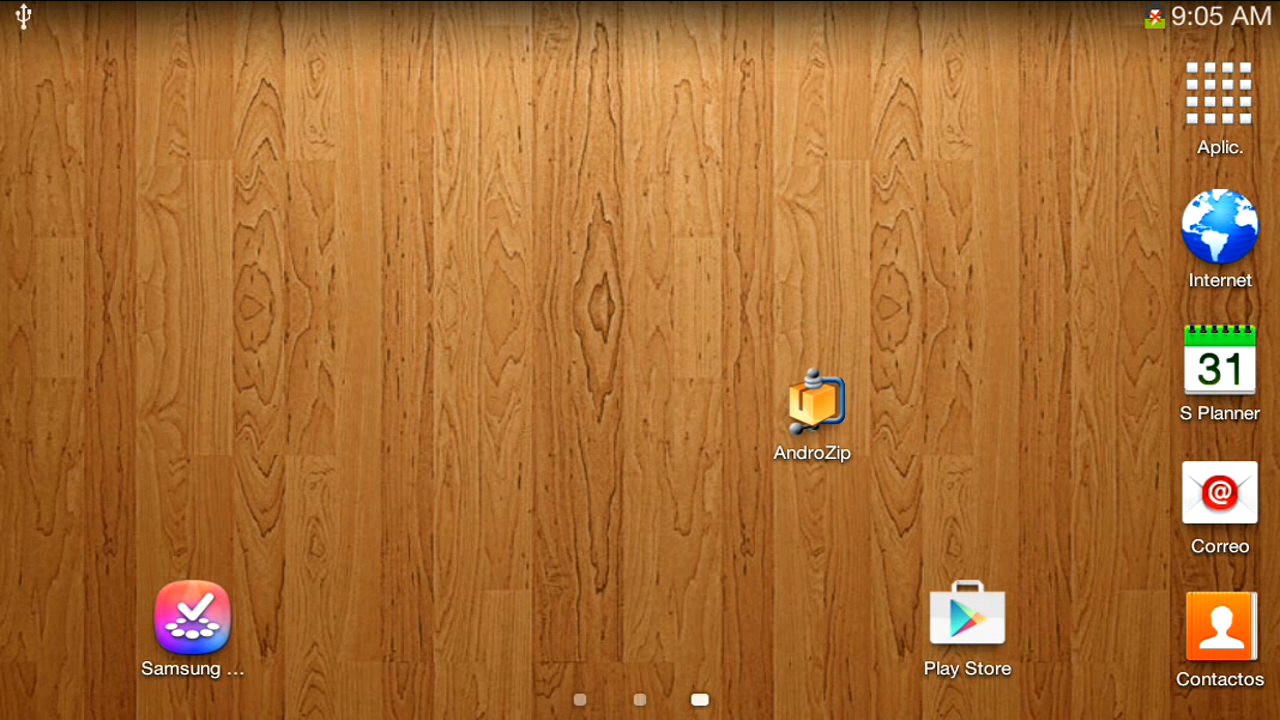 9:05 AM
Aplic.
Internet
31
S Planner
AndroZip
@
Correo
Samsung ...
Play Store
Contactos